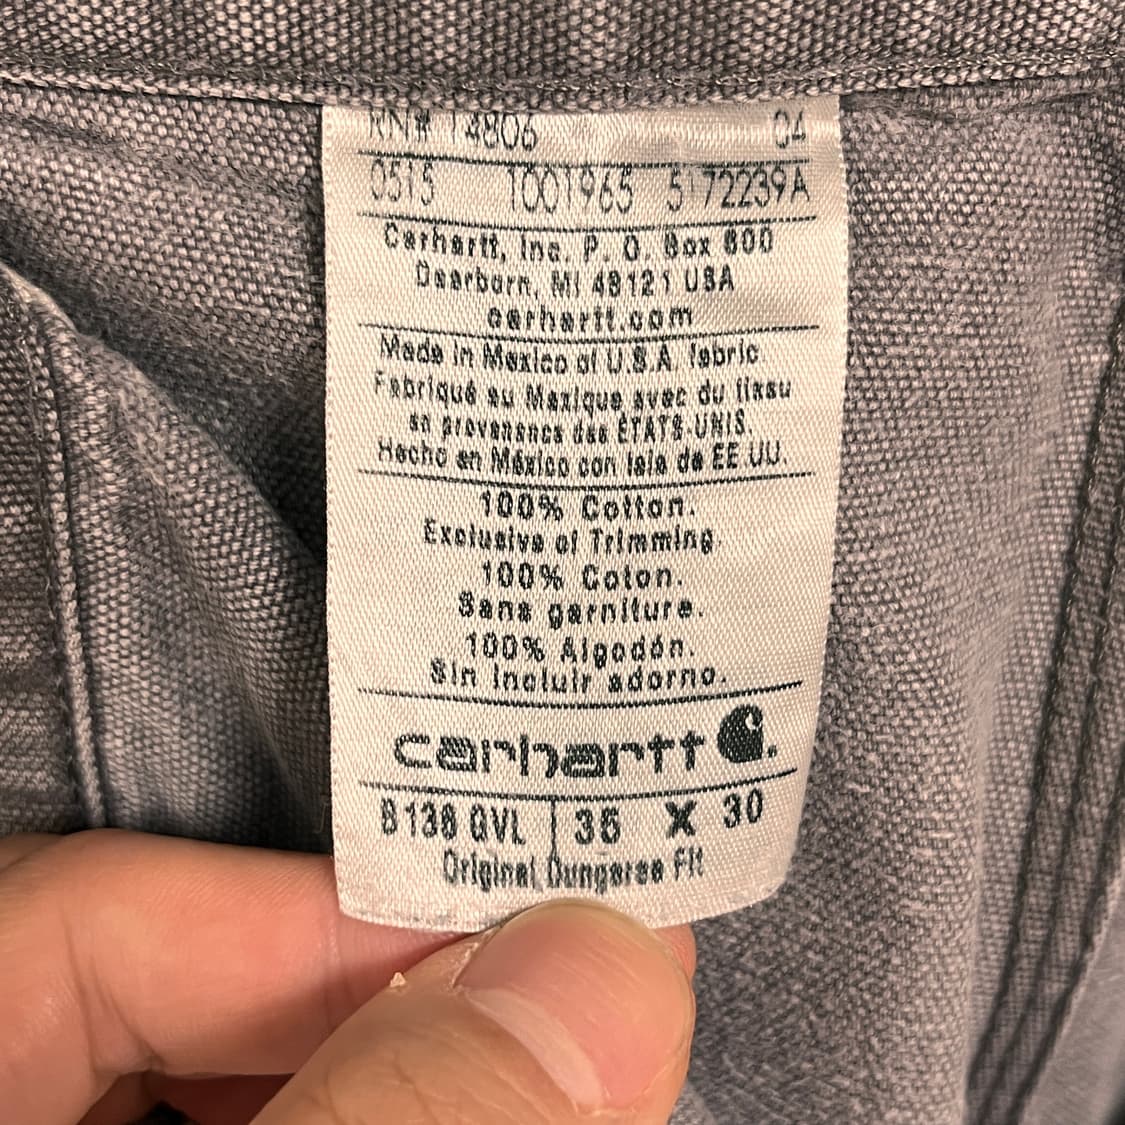 RN# 14806 04
0515 1001965 5172239A
Carhartt, Inc. P. O. Box 600
Dearborn, MI 48121 USA
carhartt.com
Made in Mexico of U.S.A. fabric
Fabriqué au Mexique avec du tissu
en provenance des ÉTATS-UNIS.
Hecho en México con tela de EE UU.
100% Cotton.
Exclusive of Trimming
100% Coton.
Sans garniture.
100% Algodón.
Sin incluir adorno.
carhartt
B136 GVL 36 X 30
Original Dungaree Fit